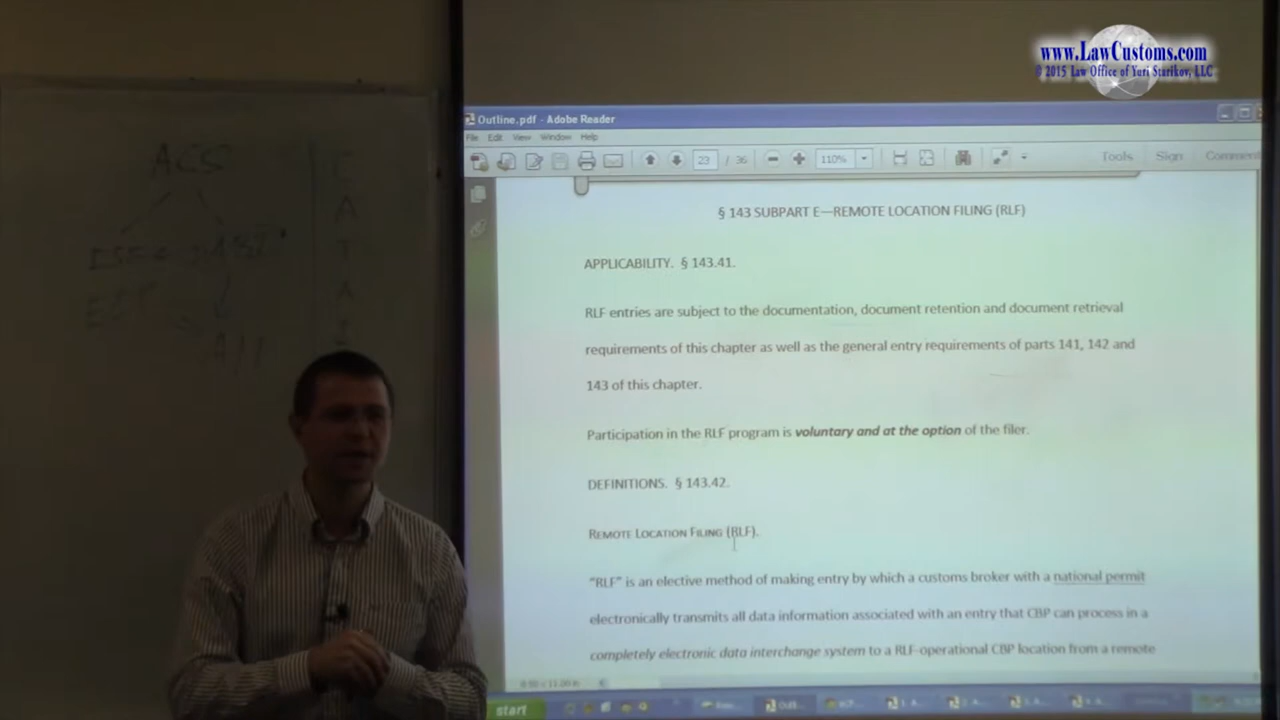 www.LawCustoms.com
© 2015 Law Office of Yuri Starikov, LLC
Outline.pdf - Adobe Reader
File Edit View Window Help
23 / 36 110% Tools Sign Comment
§ 143 SUBPART E—REMOTE LOCATION FILING (RLF)
APPLICABILITY. § 143.41.
RLF entries are subject to the documentation, document retention and document retrieval
requirements of this chapter as well as the general entry requirements of parts 141, 142 and
143 of this chapter.
Participation in the RLF program is voluntary and at the option of the filer.
DEFINITIONS. § 143.42.
REMOTE LOCATION FILING (RLF).
"RLF" is an elective method of making entry by which a customs broker with a national permit
electronically transmits all data information associated with an entry that CBP can process in a
completely electronic data interchange system to a RLF-operational CBP location from a remote
start
ACS